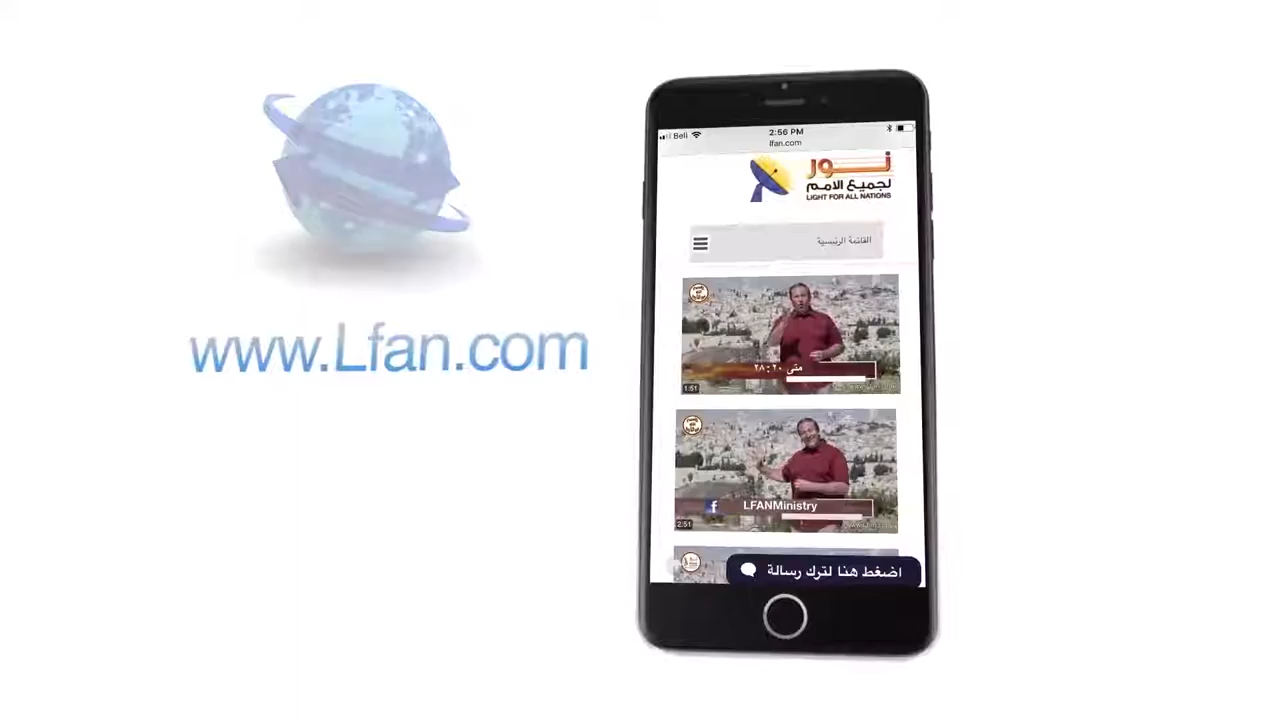 www.Lfan.com
Bell
2:56 PM
lfan.com
نور
لجميع الامم
LIGHT FOR ALL NATIONS
القائمة الرئيسية
متى ٢٠ : ٢٨
1:51
LFANMinistry
2:51
اضغط هنا لترك رسالة